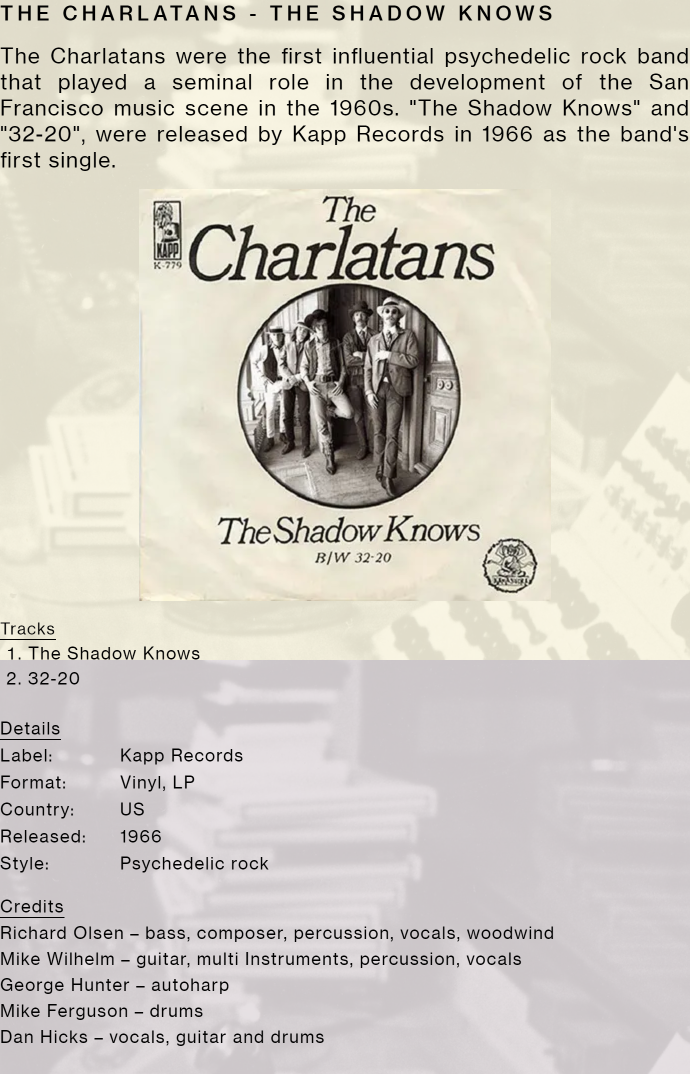 THE CHARLATANS - THE SHADOW KNOWS
The Charlatans were the first influential psychedelic rock band
that played a seminal role in the development of the San
Francisco music scene in the 1960s. "The Shadow Knows" and
"32-20", were released by Kapp Records in 1966 as the band's
first single.
The
Charlatans
KAPP
K-779
The Shadow Knows
B/W 32-20
KAMA SUTRA
Tracks
1. The Shadow Knows
2. 32-20
Details
Label: Kapp Records
Format: Vinyl, LP
Country: US
Released: 1966
Style: Psychedelic rock
Credits
Richard Olsen – bass, composer, percussion, vocals, woodwind
Mike Wilhelm – guitar, multi Instruments, percussion, vocals
George Hunter – autoharp
Mike Ferguson – drums
Dan Hicks – vocals, guitar and drums